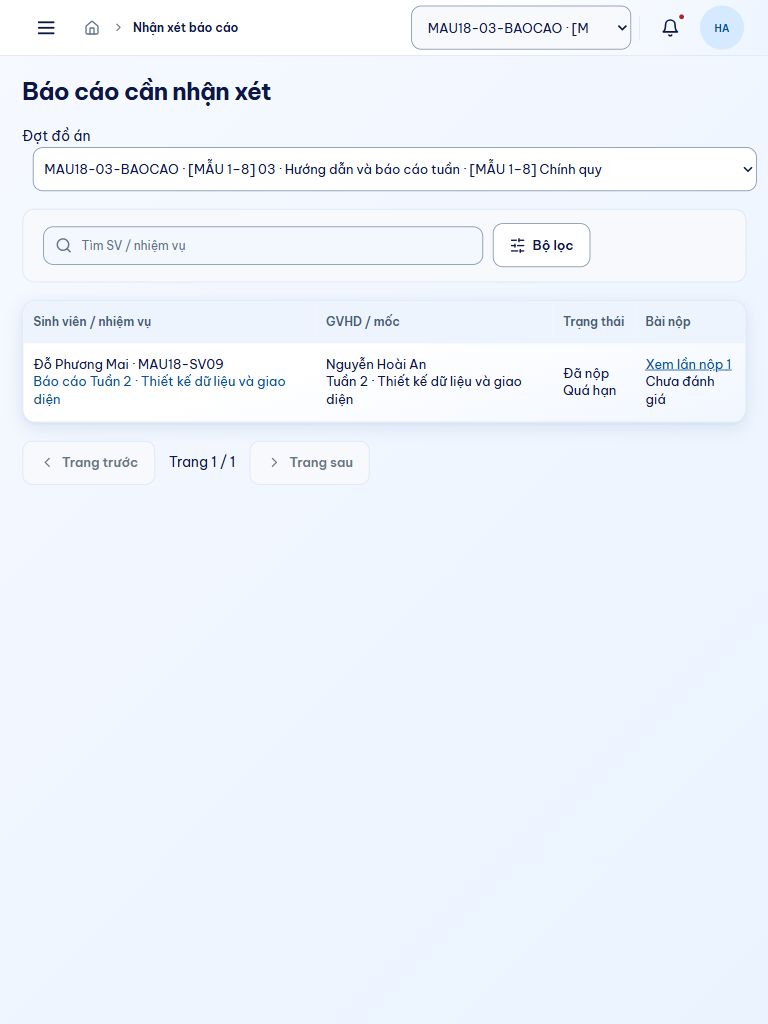 Nhận xét báo cáo
MAU18-03-BAOCAO · [M
HA
Báo cáo cần nhận xét
Đợt đồ án
MAU18-03-BAOCAO · [MẪU 1–8] 03 · Hướng dẫn và báo cáo tuần · [MẪU 1–8] Chính quy
Tìm SV / nhiệm vụ
Bộ lọc
Sinh viên / nhiệm vụ
GVHD / mốc
Trạng thái
Bài nộp
Đỗ Phương Mai · MAU18-SV09
Báo cáo Tuần 2 · Thiết kế dữ liệu và giao
diện
Nguyễn Hoài An
Tuần 2 · Thiết kế dữ liệu và giao
diện
Đã nộp
Quá hạn
Xem lần nộp 1
Chưa đánh
giá
Trang trước
Trang 1 / 1
Trang sau